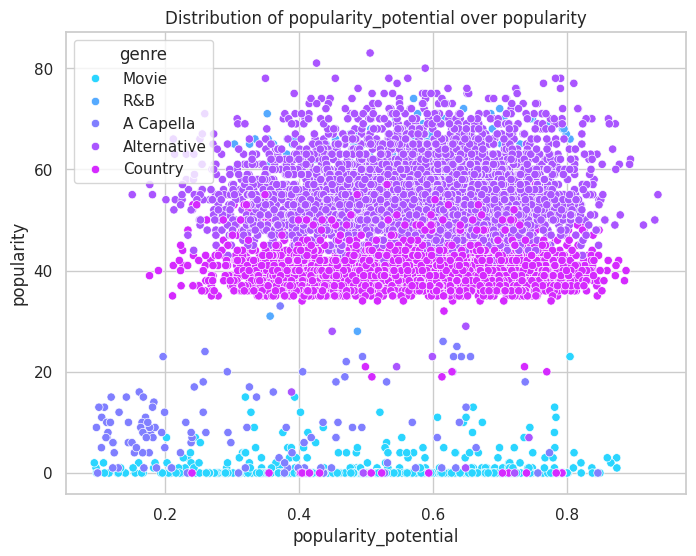 Distribution of popularity_potential over popularity
genre
Movie
R&B
A Capella
Alternative
Country
80
60
40
20
0
popularity
0.2 0.4 0.6 0.8
popularity_potential